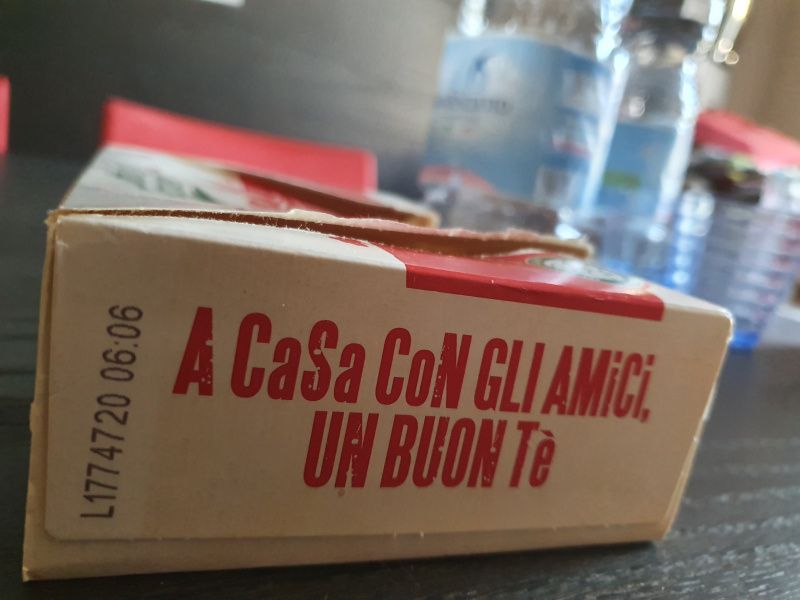 A CaSa CoN GLI AMiCi,
UN BUON Tè
L1774720 06:06